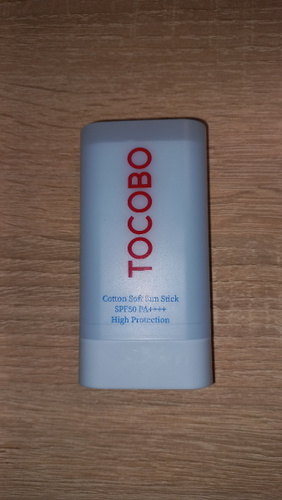 TOCOBO
Cotton Soft Sun Stick
SPF50 PA++++
High Protection